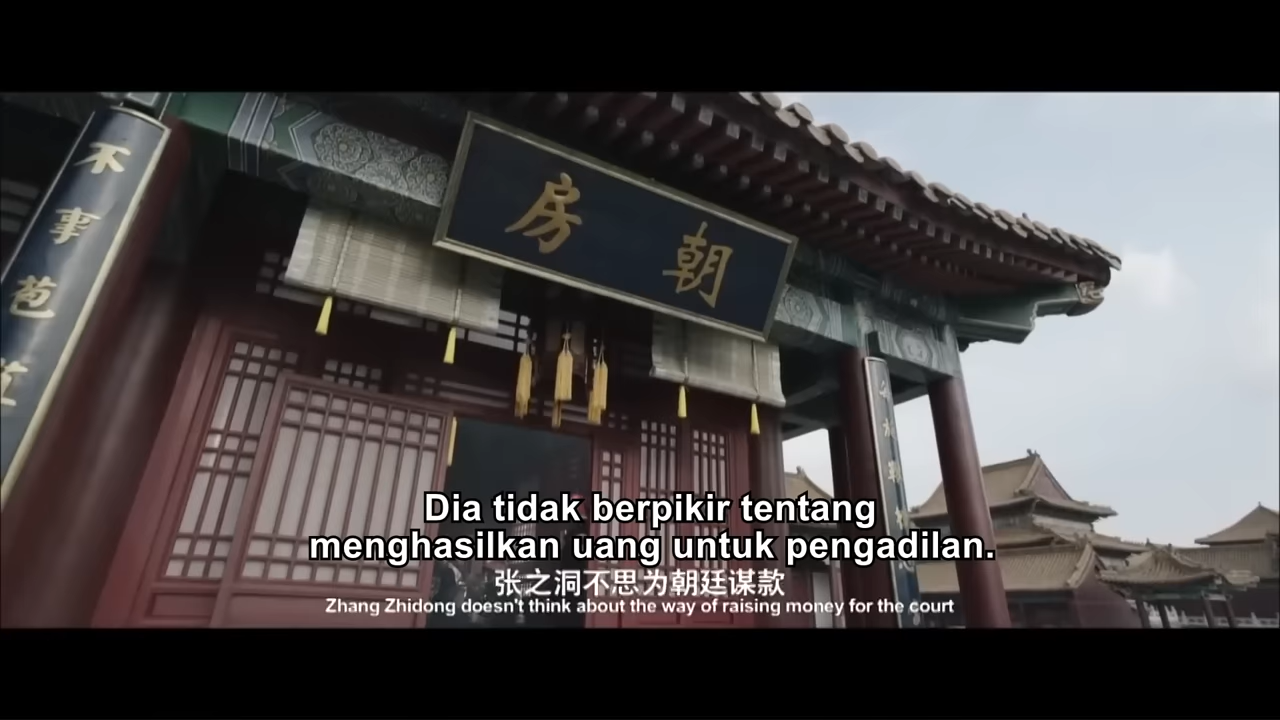 不事苞苴
朝房
Dia tidak berpikir tentang
menghasilkan uang untuk pengadilan.
张之洞不思为朝廷谋款
Zhang Zhidong doesn't think about the way of raising money for the court